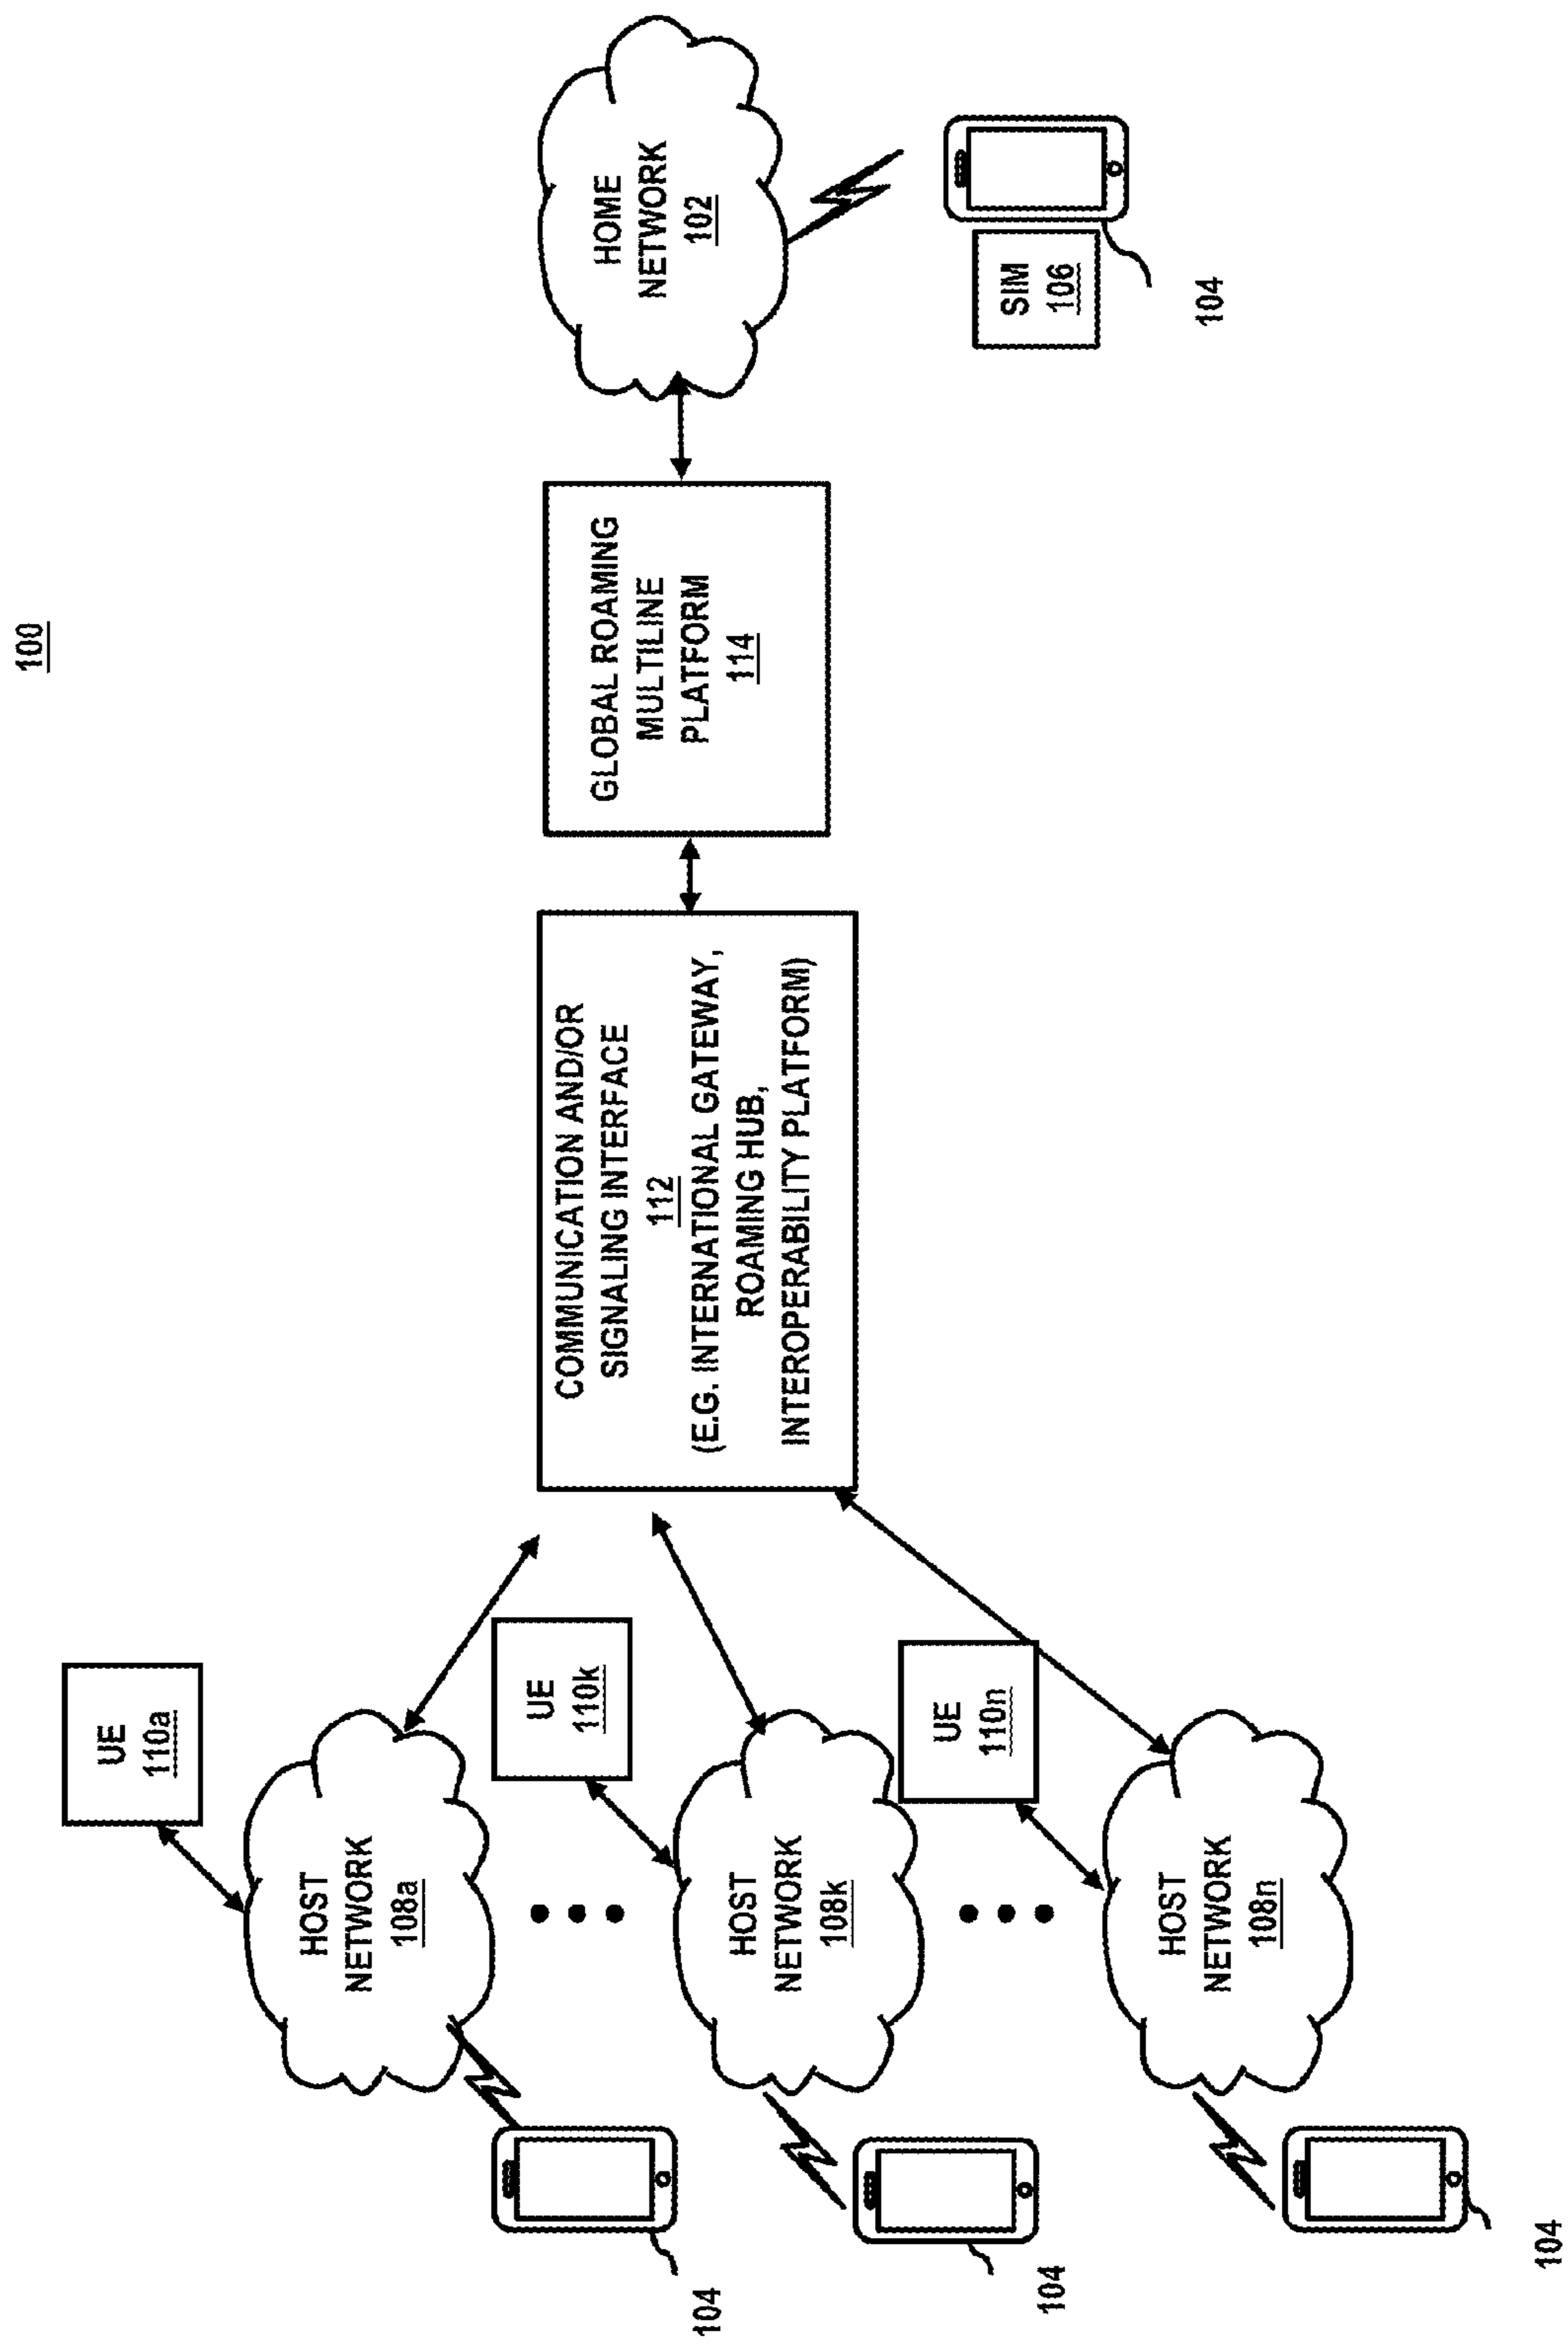 100
UE
110a
HOST
NETWORK
108a
104
UE
110k
HOST
NETWORK
108k
104
UE
110n
HOST
NETWORK
108n
104
COMMUNICATION AND/OR
SIGNALING INTERFACE
112
(E.G. INTERNATIONAL GATEWAY,
ROAMING HUB,
INTEROPERABILITY PLATFORM)
GLOBAL ROAMING
MULTILINE
PLATFORM
114
HOME
NETWORK
102
SIM
106
104